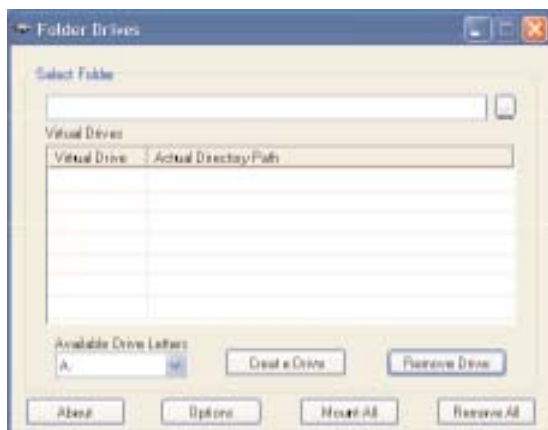 Folder Drives
Select Folder
...
Virtual Drives
Virtual Drive Actual Directory Path
Available Drive Letters
A: Create Drive Remove Drive
About Options Mount All Remove All